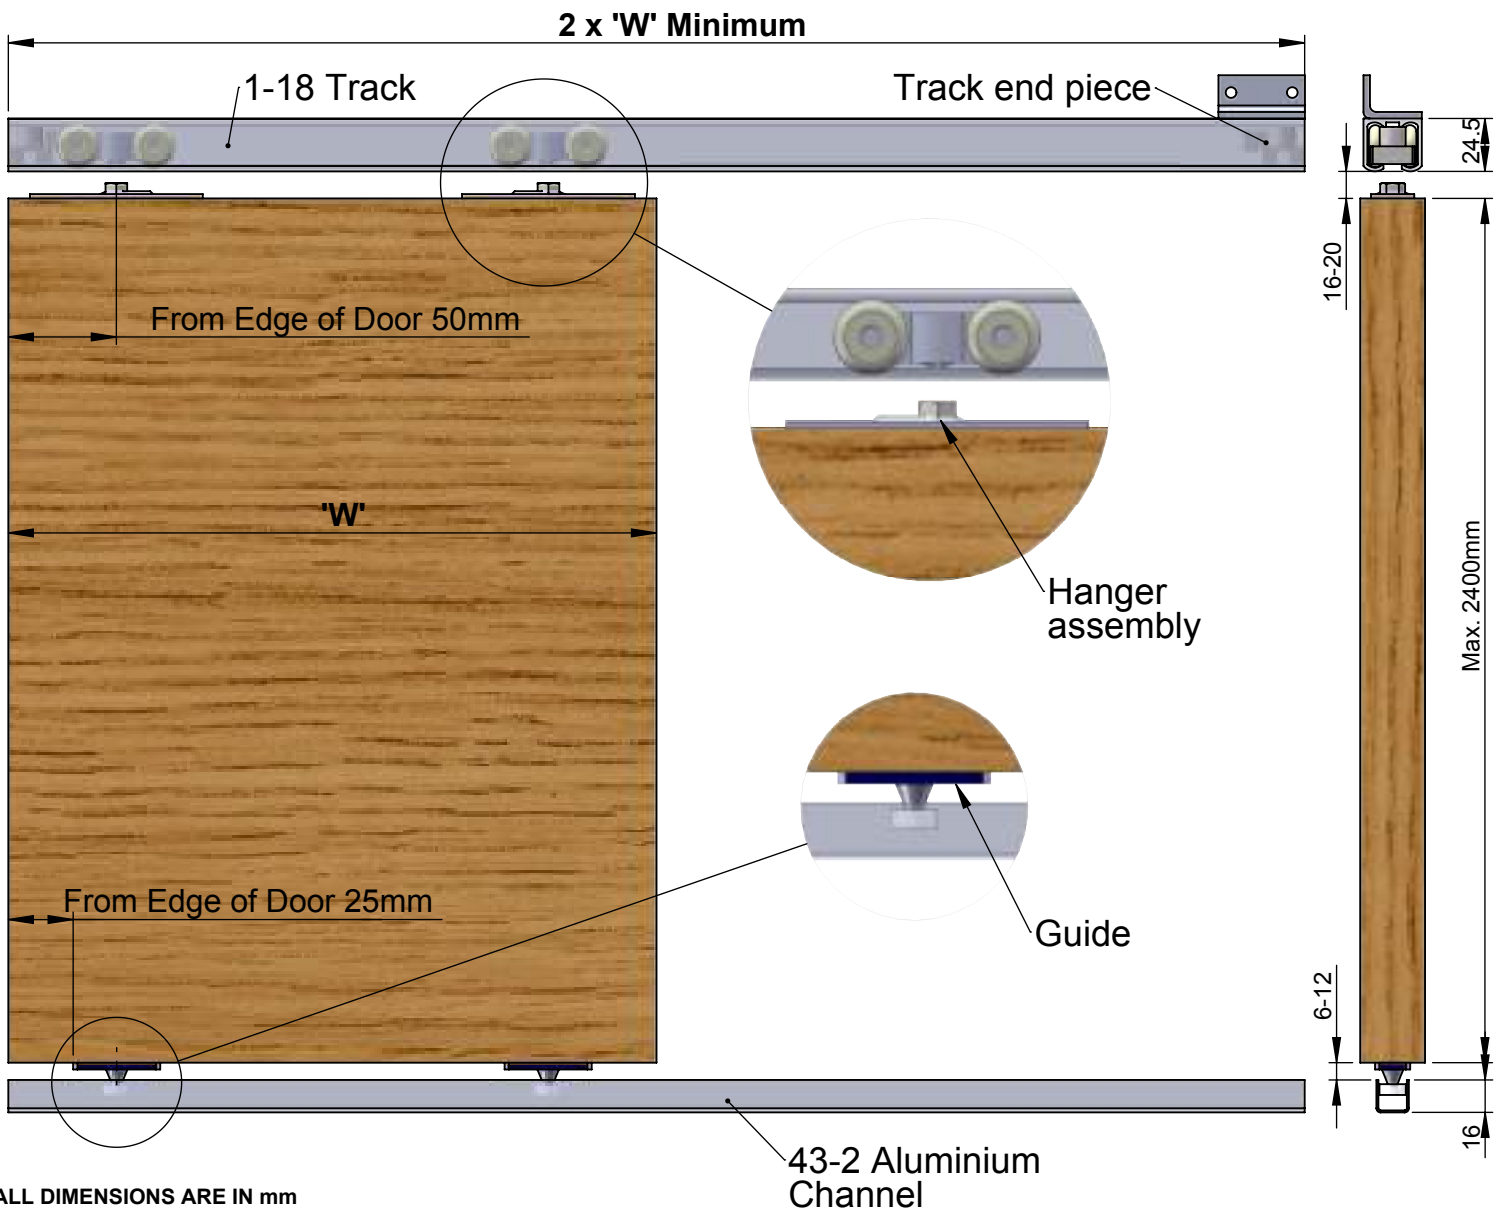 2 x 'W' Minimum
1-18 Track
Track end piece
24.5
16-20
From Edge of Door 50mm
'W'
Hanger
assembly
Max. 2400mm
From Edge of Door 25mm
Guide
6-12
16
43-2 Aluminium
Channel
ALL DIMENSIONS ARE IN mm